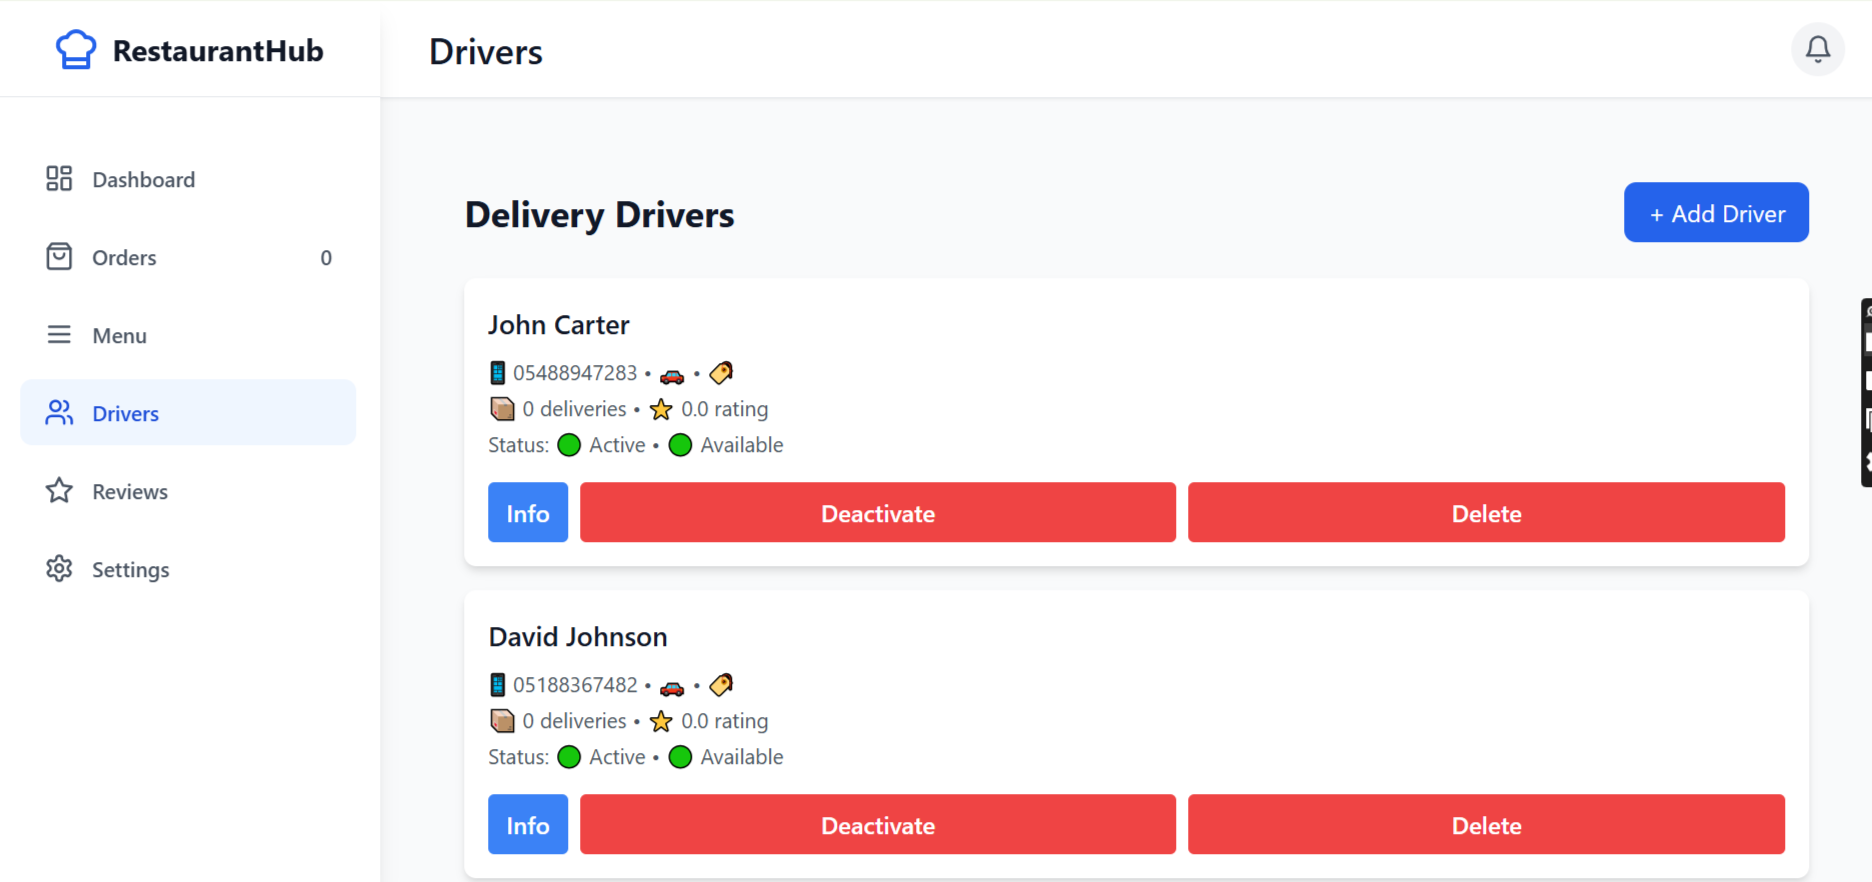 RestaurantHub
Drivers
Dashboard
Orders 0
Menu
Drivers
Reviews
Settings
Delivery Drivers
+ Add Driver
John Carter
05488947283 • •
0 deliveries • 0.0 rating
Status: Active • Available
Info Deactivate Delete
David Johnson
05188367482 • •
0 deliveries • 0.0 rating
Status: Active • Available
Info Deactivate Delete